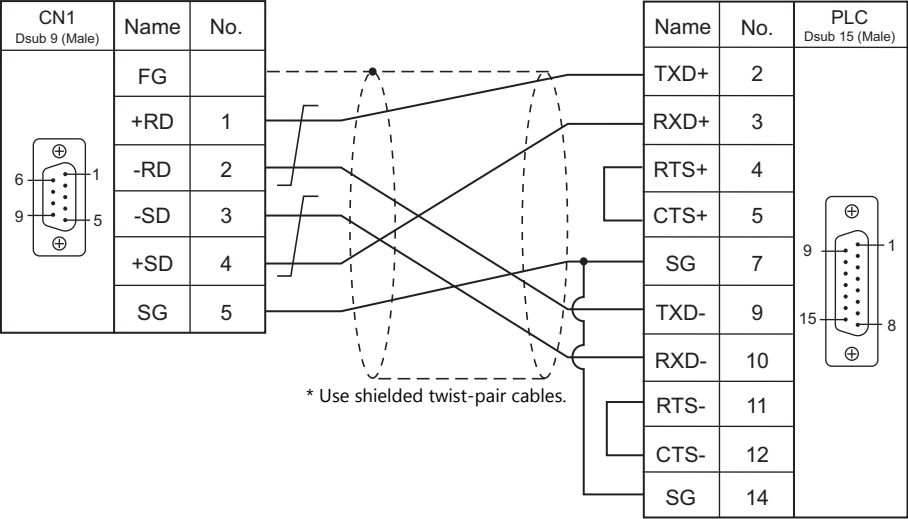 CN1
Dsub 9 (Male)
Name No.
FG
+RD 1
-RD 2
-SD 3
+SD 4
SG 5
6 1
9 5
* Use shielded twist-pair cables.
Name No.
PLC
Dsub 15 (Male)
TXD+ 2
RXD+ 3
RTS+ 4
CTS+ 5
SG 7
TXD- 9
RXD- 10
RTS- 11
CTS- 12
SG 14
9 1
15 8